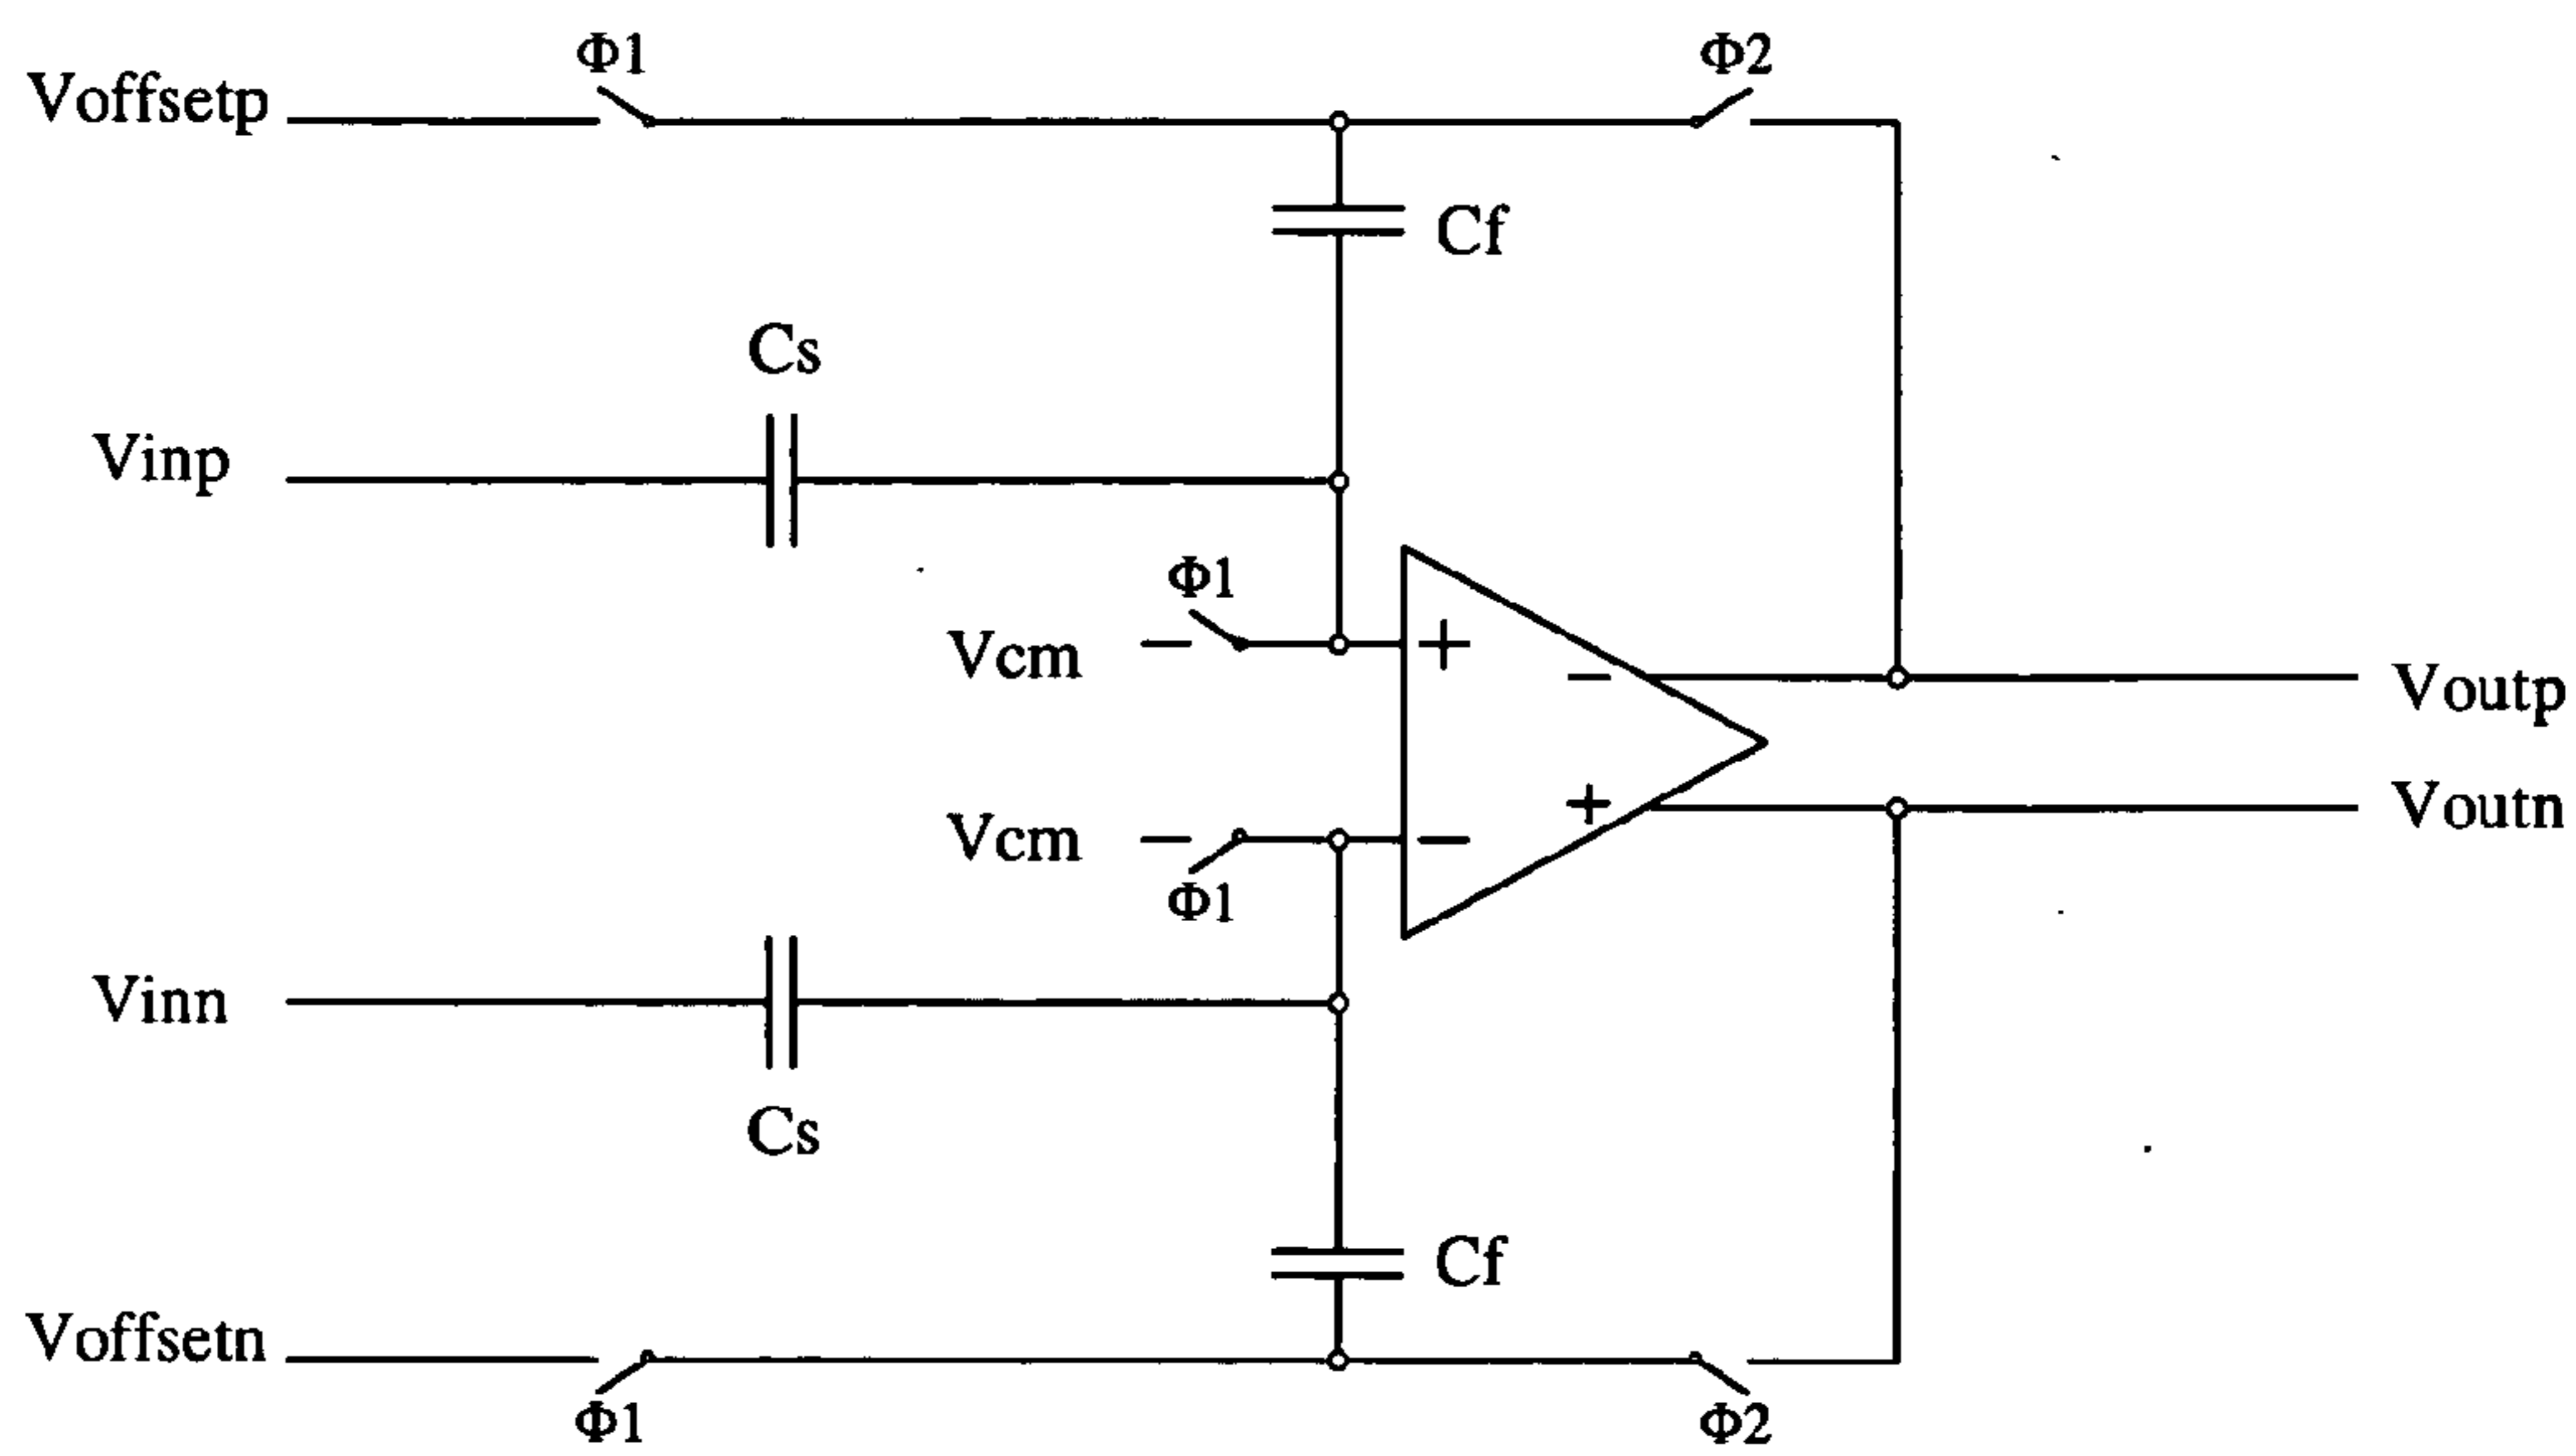 Φ1
Φ2
Voffsetp
Cf
Cs
Vinp
Φ1
+
Vcm
−
Voutp
Vcm
−
+
Voutn
Φ1
Vinn
Cs
Cf
Voffsetn
Φ1
Φ2